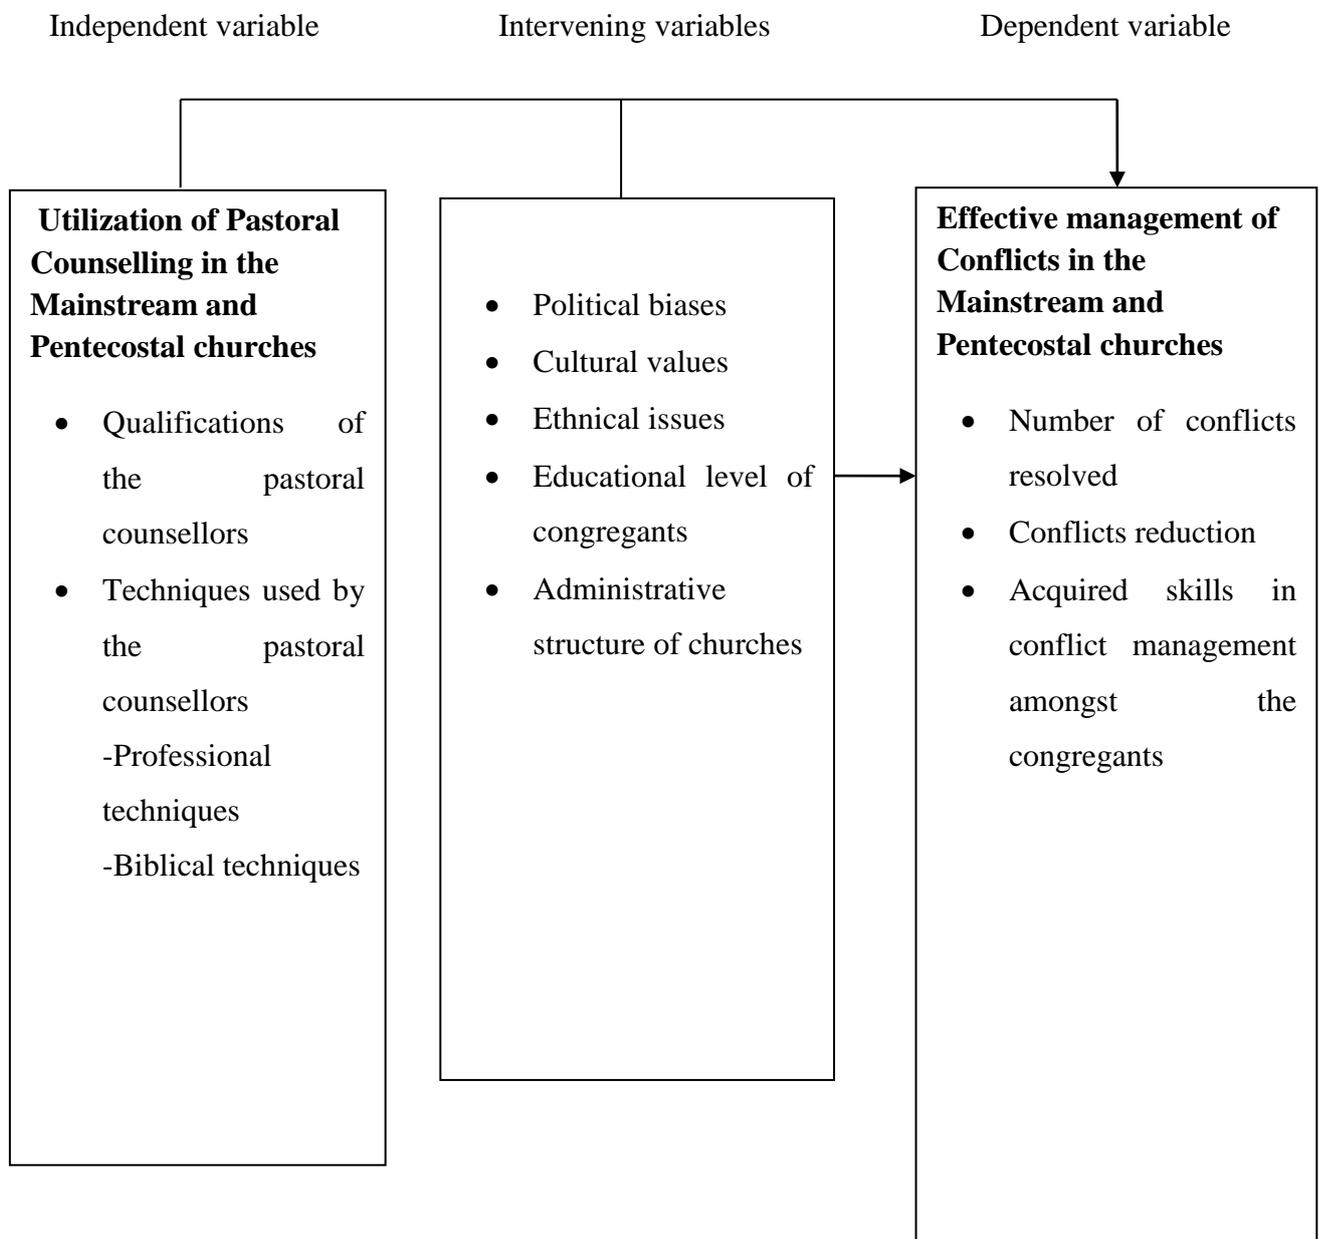 Independent variable
Intervening variables
Dependent variable
Utilization of Pastoral
Counselling in the
Mainstream and
Pentecostal churches
• Qualifications of
the pastoral
counsellors
• Techniques used by
the pastoral
counsellors
-Professional
techniques
-Biblical techniques
• Political biases
• Cultural values
• Ethnical issues
• Educational level of
congregants
• Administrative
structure of churches
Effective management of
Conflicts in the
Mainstream and
Pentecostal churches
• Number of conflicts
resolved
• Conflicts reduction
• Acquired skills in
conflict management
amongst the
congregants